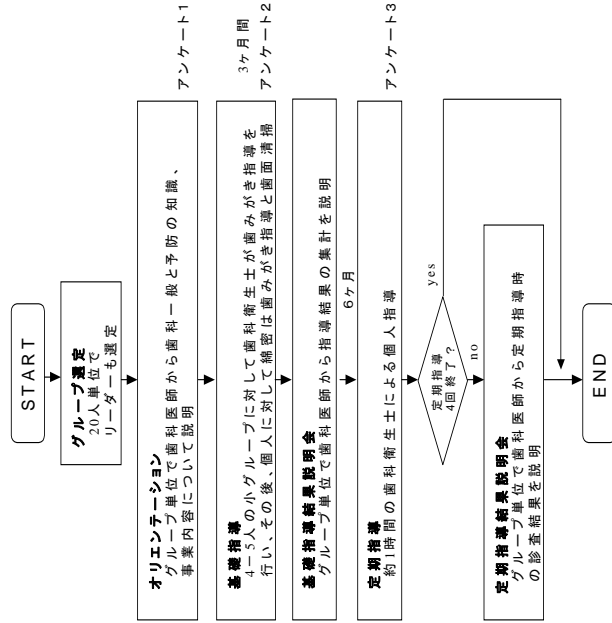 START
グループ選定
20人単位で
リーダーも選定
オリエンテーション
グループ単位で歯科医師から歯科一般と予防の知識、
事業内容について説明
アンケート1
基礎指導
4－5人の小グループに対して歯科衛生士が歯みがき指導を
行い、その後、個人に対して綿密は歯みがき指導と歯面清掃
3ヶ月間
アンケート2
基礎指導結果説明会
グループ単位で歯科医師から指導結果の集計を説明
6ヶ月
定期指導
約1時間の歯科衛生士による個人指導
アンケート3
定期指導
4回終了？
yes
no
定期指導結果説明会
グループ単位で歯科医師から定期指導時
の診査結果を説明
END